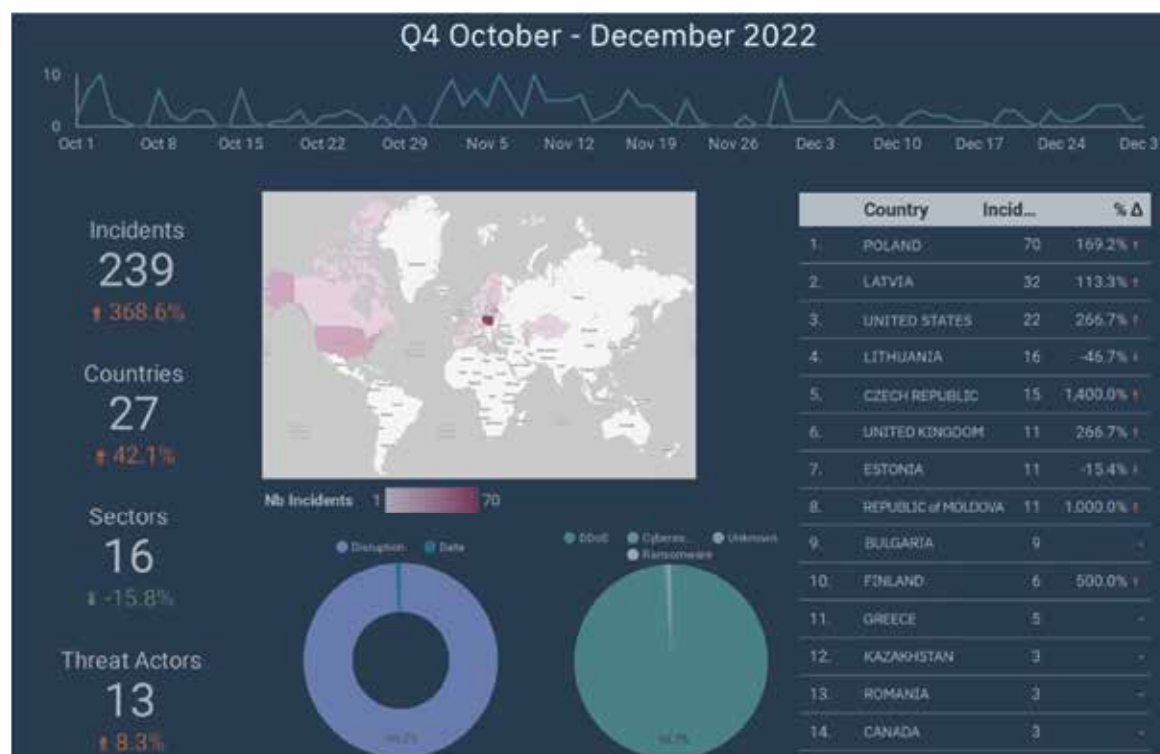 Q4 October - December 2022
10
0
Oct 1 Oct 8 Oct 15 Oct 22 Oct 29 Nov 5 Nov 12 Nov 19 Nov 26 Dec 3 Dec 10 Dec 17 Dec 24 Dec 3
Incidents
239
368.6%
Countries
27
42.1%
Sectors
16
-15.8%
Threat Actors
13
8.3%
Nb Incidents 1 70
Disruption Data
DDoS Unknown
Ransomware
Country Incid... % Δ
1. POLAND 70 169.2% ↑
2. LATVIA 32 113.3% ↑
3. UNITED STATES 22 266.7% ↑
4. LITHUANIA 16 -46.7% ↓
5. CZECH REPUBLIC 15 1,400.0% ↑
6. UNITED KINGDOM 11 266.7% ↑
7. ESTONIA 11 -15.4% ↓
8. REPUBLIC of MOLDOVA 11 1,000.0% ↑
9. BULGARIA 9 -
10. FINLAND 6 500.0% ↑
11. GREECE 5 -
12. KAZAKHSTAN 3 -
13. ROMANIA 3 -
14. CANADA 3 -